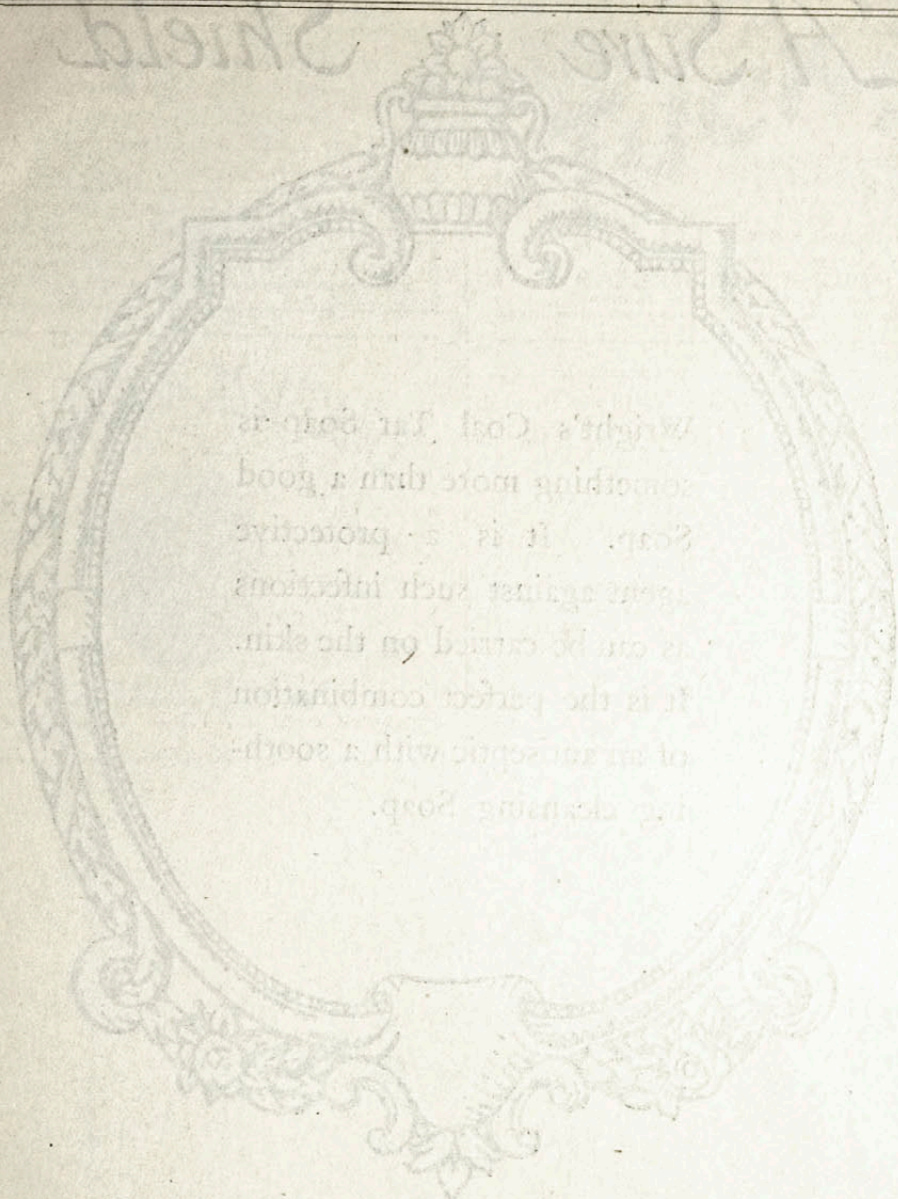 A Sure Shield
Wright's Coal Tar Soap is
something more than a good
Soap. It is a protective
agent against such infections
as can be carried on the skin.
It is the perfect combination
of an antiseptic with a sooth-
ing cleansing Soap.